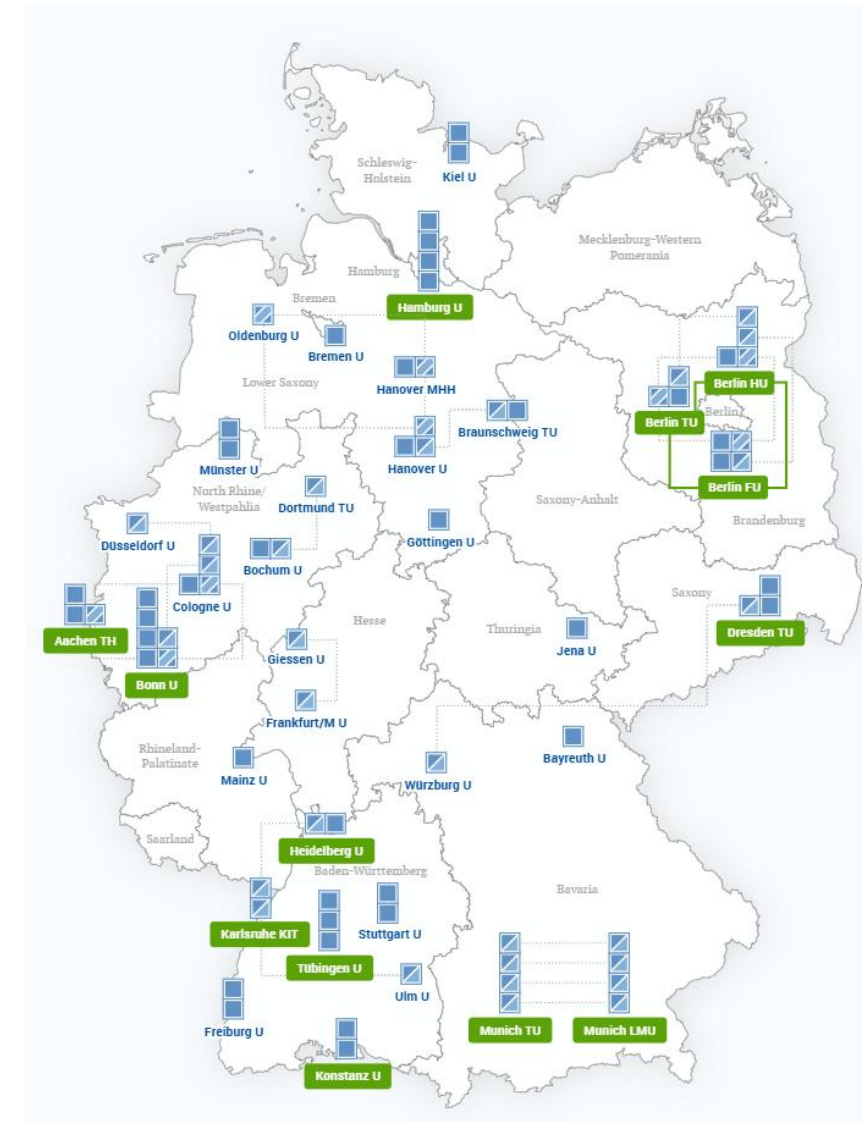 Schleswig-
Holstein
Kiel U
Mecklenburg-Western
Pomerania
Hamburg
Hamburg U
Bremen
Oldenburg U
Bremen U
Lower Saxony
Hanover MHH
Berlin HU
Berlin
Berlin TU
Braunschweig TU
Hanover U
Münster U
Berlin FU
North Rhine/
Westpahlia
Dortmund TU
Saxony-Anhalt
Brandenburg
Düsseldorf U
Göttingen U
Bochum U
Cologne U
Saxony
Aachen TH
Hesse
Thuringia
Dresden TU
Giessen U
Jena U
Bonn U
Frankfurt/M U
Rhineland-
Palatinate
Mainz U
Bayreuth U
Würzburg U
Saarland
Heidelberg U
Baden-Württemberg
Bavaria
Karlsruhe KIT
Stuttgart U
Tübingen U
Ulm U
Freiburg U
Munich TU
Munich LMU
Konstanz U